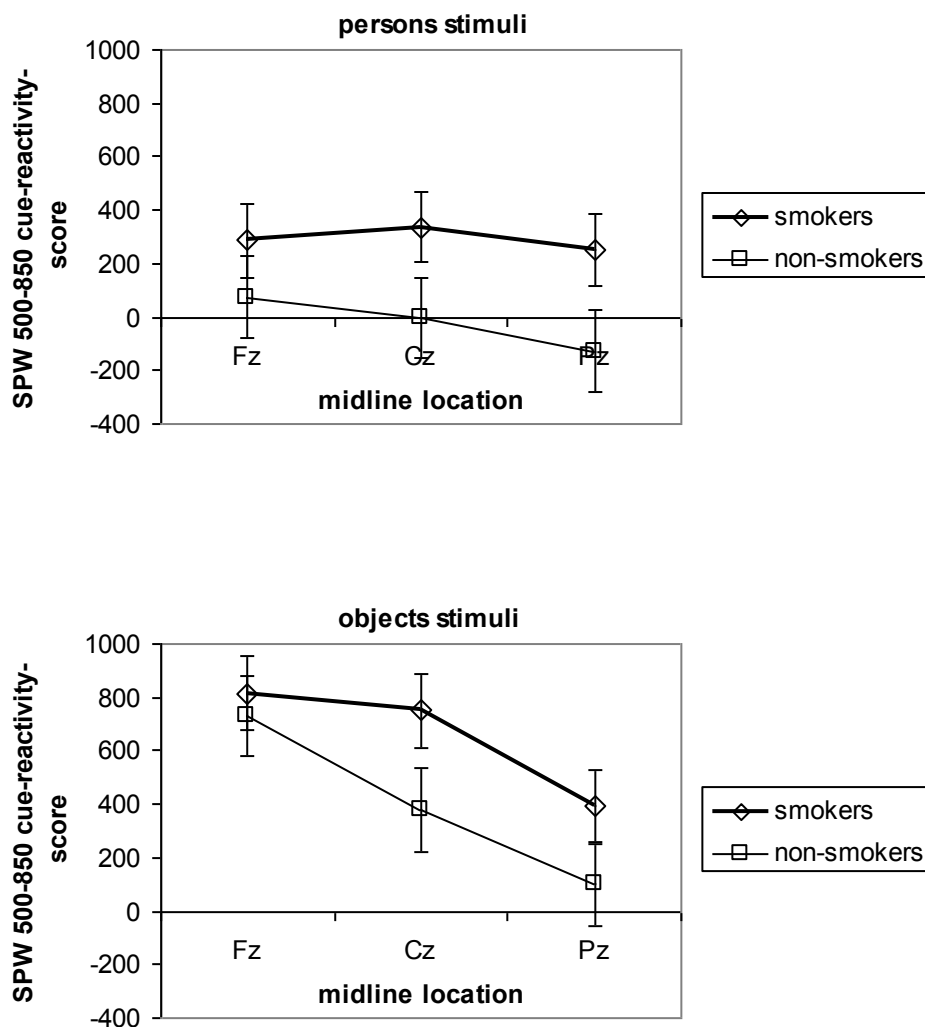 persons stimuli
SPW 500-850 cue-reactivity-
score
1000
800
600
400
200
0
-200
-400
Fz
Cz
Pz
midline location
smokers
non-smokers
objects stimuli
SPW 500-850 cue-reactivity-
score
1000
800
600
400
200
0
-200
-400
Fz
Cz
Pz
midline location
smokers
non-smokers